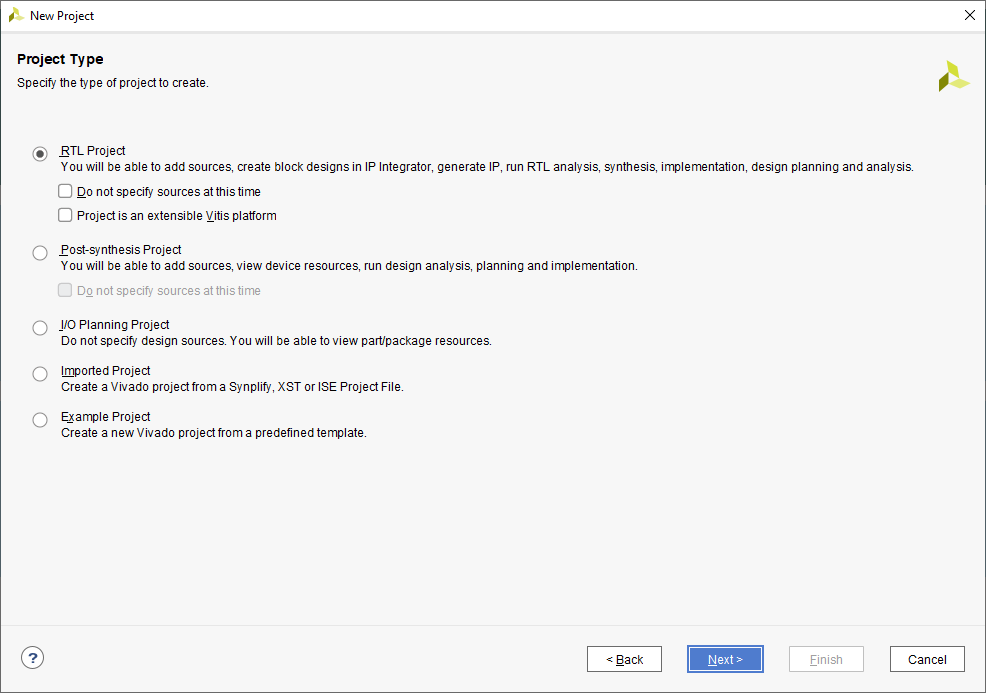 New Project
Project Type
Specify the type of project to create.
RTL Project
You will be able to add sources, create block designs in IP Integrator, generate IP, run RTL analysis, synthesis, implementation, design planning and analysis.
Do not specify sources at this time
Project is an extensible Vitis platform
Post-synthesis Project
You will be able to add sources, view device resources, run design analysis, planning and implementation.
Do not specify sources at this time
I/O Planning Project
Do not specify design sources. You will be able to view part/package resources.
Imported Project
Create a Vivado project from a Synplify, XST or ISE Project File.
Example Project
Create a new Vivado project from a predefined template.
?
< Back
Next >
Finish
Cancel